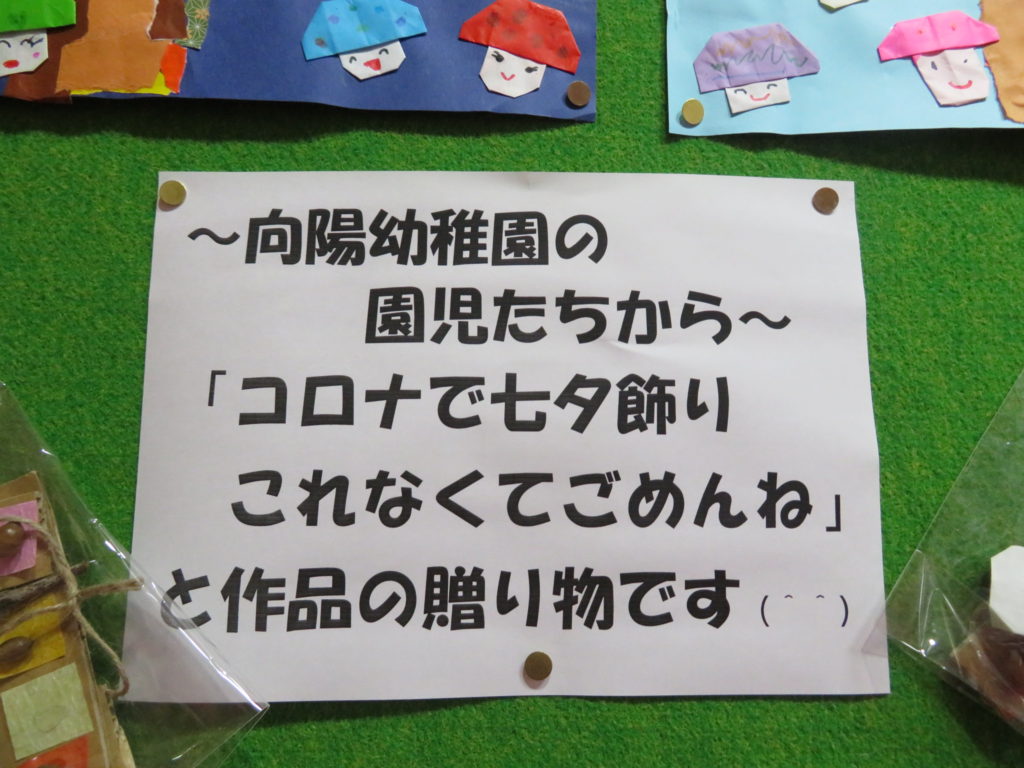 ～向陽幼稚園の
園児たちから～
「コロナで七夕飾り
これなくてごめんね」
と作品の贈り物です（＾＾）